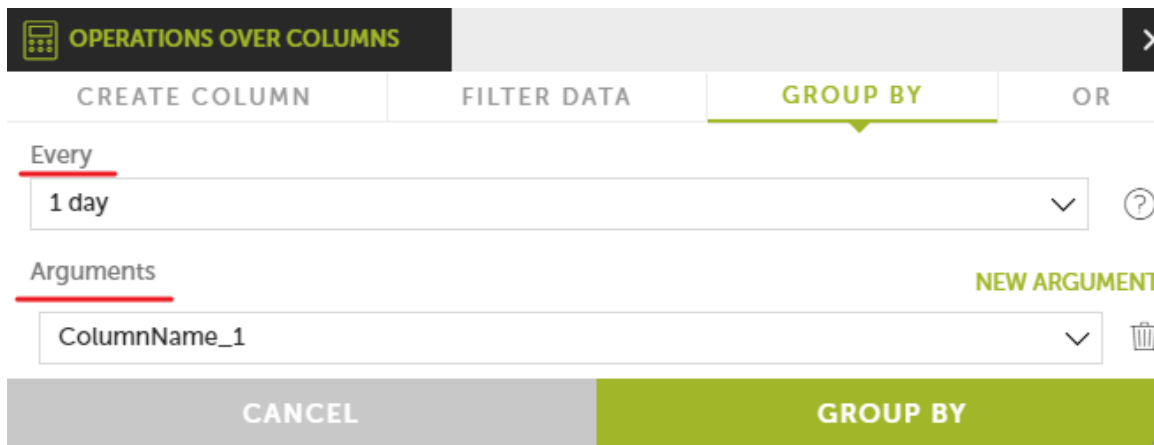 OPERATIONS OVER COLUMNS
CREATE COLUMN FILTER DATA GROUP BY OR
Every
1 day
?
Arguments
NEW ARGUMENT
ColumnName_1
CANCEL GROUP BY